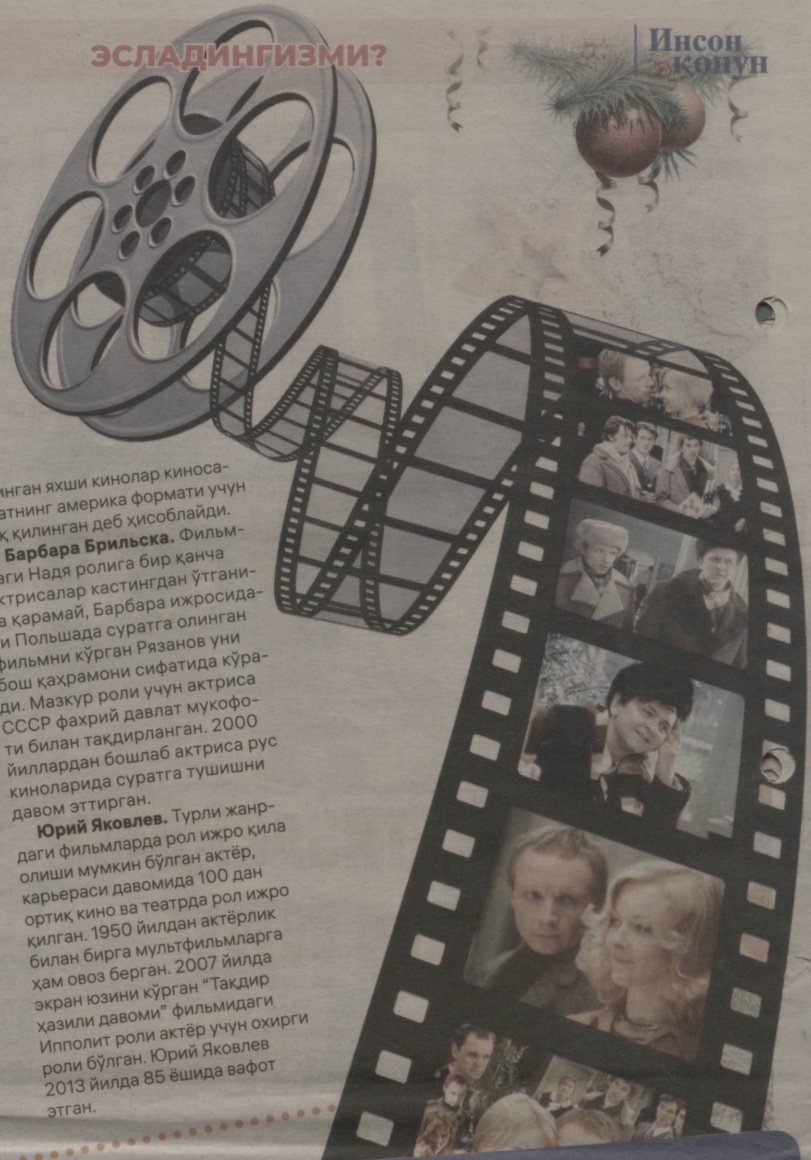 ЭСЛАДИНГИЗМИ?
Инсон
қонун
инган яхши кинолар киноса-
атнинг америка формати учун
қ қилинган деб ҳисоблайди.
Барбара Брильска. Фильм-
аги Надя ролига бир қанча
ктрисалар кастингдан ўтгани-
а қарамай, Барбара ижросида-
и Польшада суратга олинган
фильмни кўрган Рязанов уни
бош қаҳрамони сифатида кўра-
ди. Мазкур роли учун актриса
СССР фахрий давлат мукофо-
ти билан тақдирланган. 2000
йиллардан бошлаб актриса рус
киноларида суратга тушишни
давом эттирган.
Юрий Яковлев. Турли жанр-
даги фильмларда рол ижро қила
олиши мумкин бўлган актёр,
карьераси давомида 100 дан
ортиқ кино ва театрда рол ижро
қилган. 1950 йилдан актёрлик
билан бирга мультфильмларга
ҳам овоз берган. 2007 йилда
экран юзини кўрган “Тақдир
ҳазили давоми” фильмидаги
Ипполит роли актёр учун охирги
роли бўлган. Юрий Яковлев
2013 йилда 85 ёшида вафот
этган.